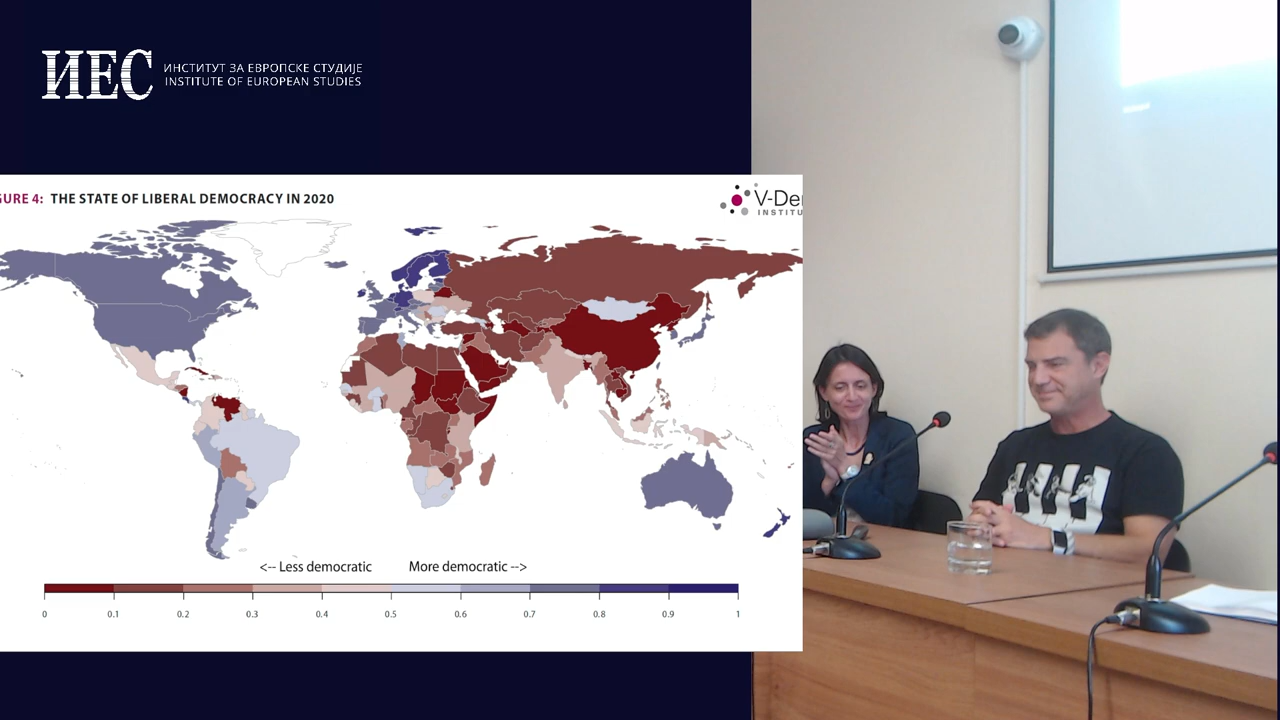 ИЕС
ИНСТИТУТ ЗА ЕВРОПСКЕ СТУДИЈЕ
INSTITUTE OF EUROPEAN STUDIES
GURE 4: THE STATE OF LIBERAL DEMOCRACY IN 2020
V-De
INSTITU
<-- Less democratic More democratic -->
0 0.1 0.2 0.3 0.4 0.5 0.6 0.7 0.8 0.9 1